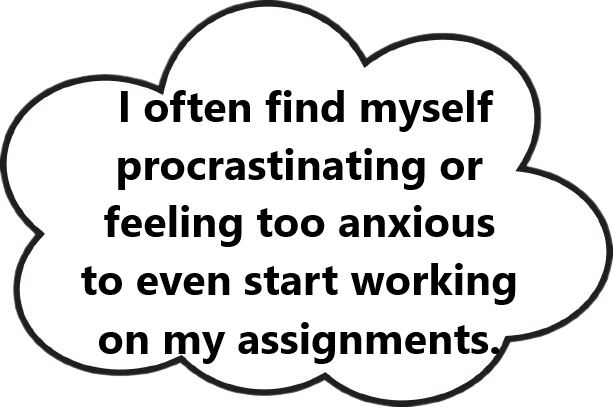 I often find myself
procrastinating or
feeling too anxious
to even start working
on my assignments.